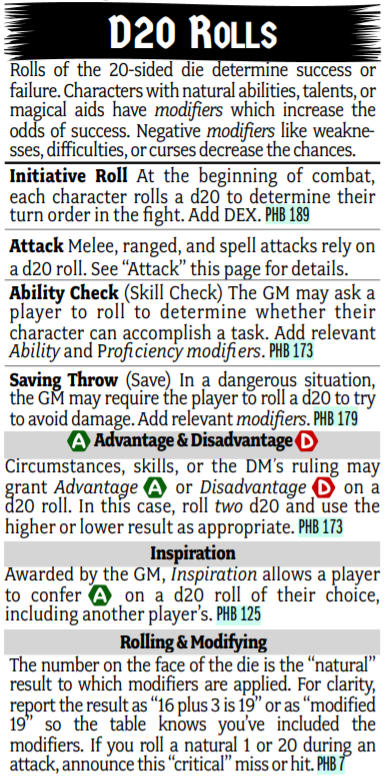 D20 Rolls
Rolls of the 20-sided die determine success or
failure. Characters with natural abilities, talents, or
magical aids have modifiers which increase the
odds of success. Negative modifiers like weakne-
sses, difficulties, or curses decrease the chances.
Initiative Roll At the beginning of combat,
each character rolls a d20 to determine their
turn order in the fight. Add DEX. PHB 189
Attack Melee, ranged, and spell attacks rely on
a d20 roll. See “Attack” this page for details.
Ability Check (Skill Check) The GM may ask a
player to roll to determine whether their
character can accomplish a task. Add relevant
Ability and Proficiency modifiers. PHB 173
Saving Throw (Save) In a dangerous situation,
the GM may require the player to roll a d20 to try
to avoid damage. Add relevant modifiers. PHB 179
A Advantage & Disadvantage D
Circumstances, skills, or the DM’s ruling may
grant Advantage A or Disadvantage D on a
d20 roll. In this case, roll two d20 and use the
higher or lower result as appropriate. PHB 173
Inspiration
Awarded by the GM, Inspiration allows a player
to confer A on a d20 roll of their choice,
including another player’s. PHB 125
Rolling & Modifying
The number on the face of the die is the “natural”
result to which modifiers are applied. For clarity,
report the result as “16 plus 3 is 19” or as “modified
19” so the table knows you’ve included the
modifiers. If you roll a natural 1 or 20 during an
attack, announce this “critical” miss or hit. PHB 7